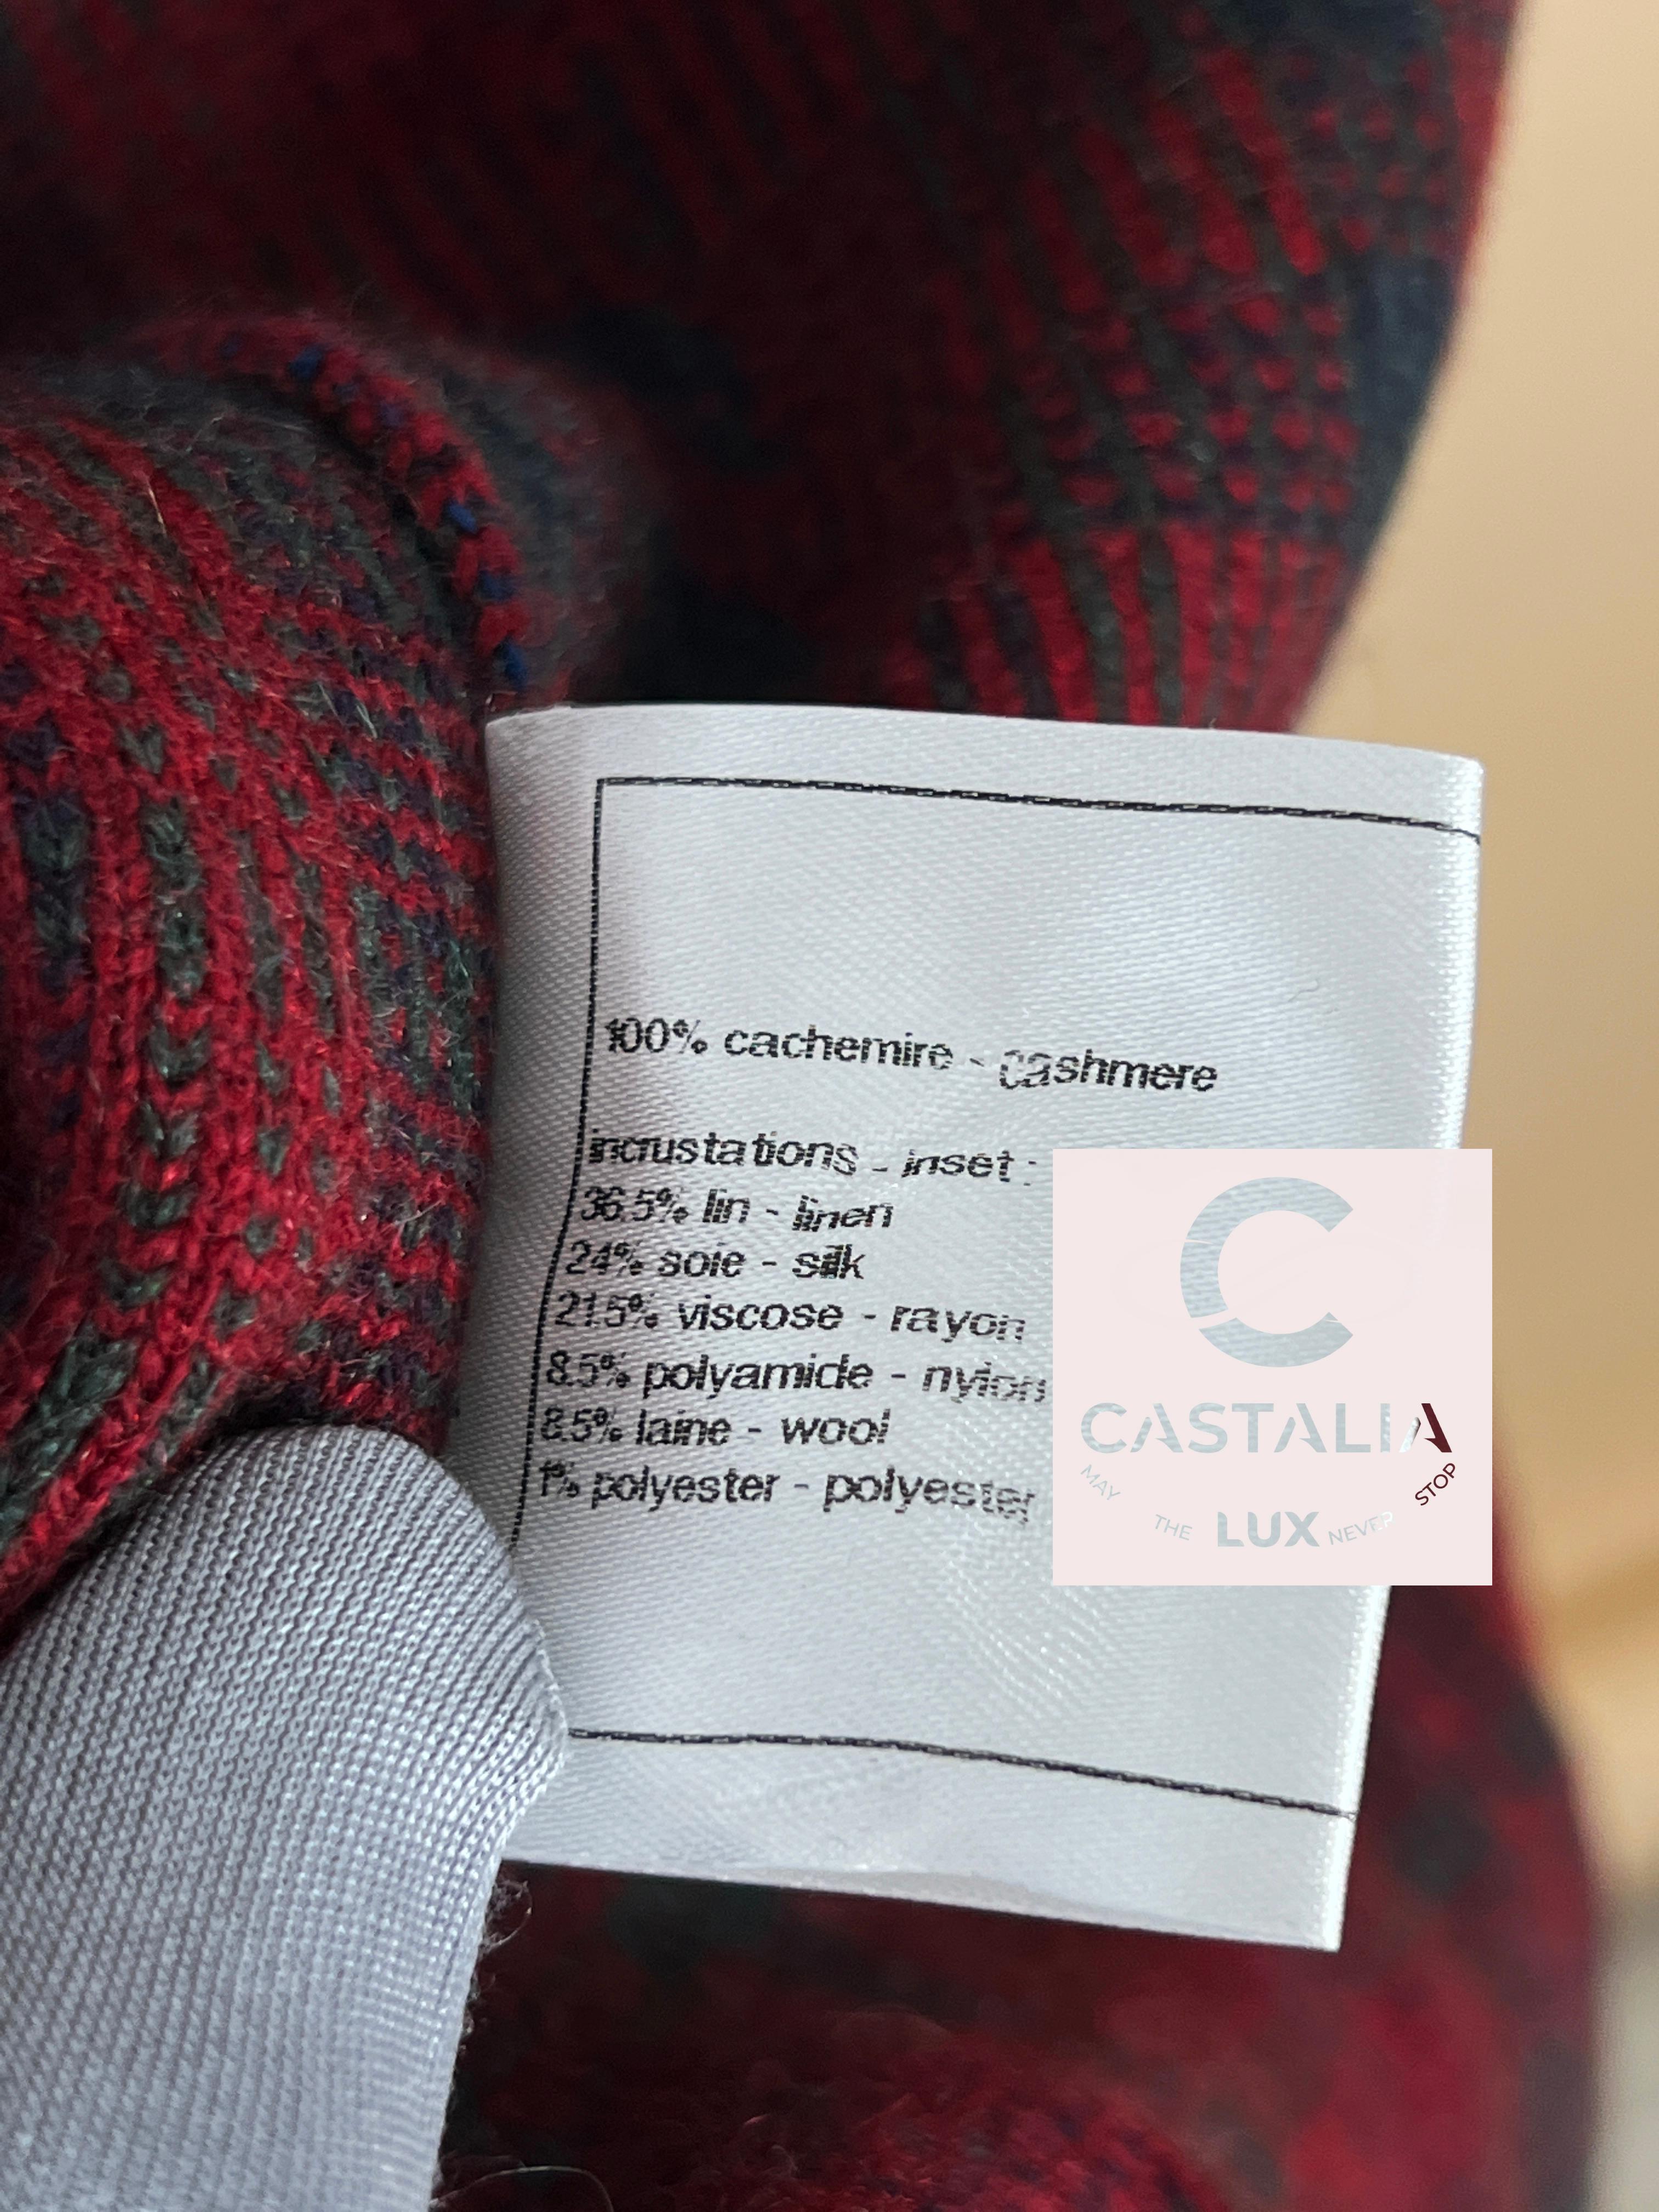 100% cachemire - cashmere
incrustations - inset :
36.5% lin - linen
24% soie - silk
21.5% viscose - rayon
8.5% polyamide - nylon
8.5% laine - wool
1% polyester - polyester
C
CASTALIA
MAY THE LUX NEVER STOP